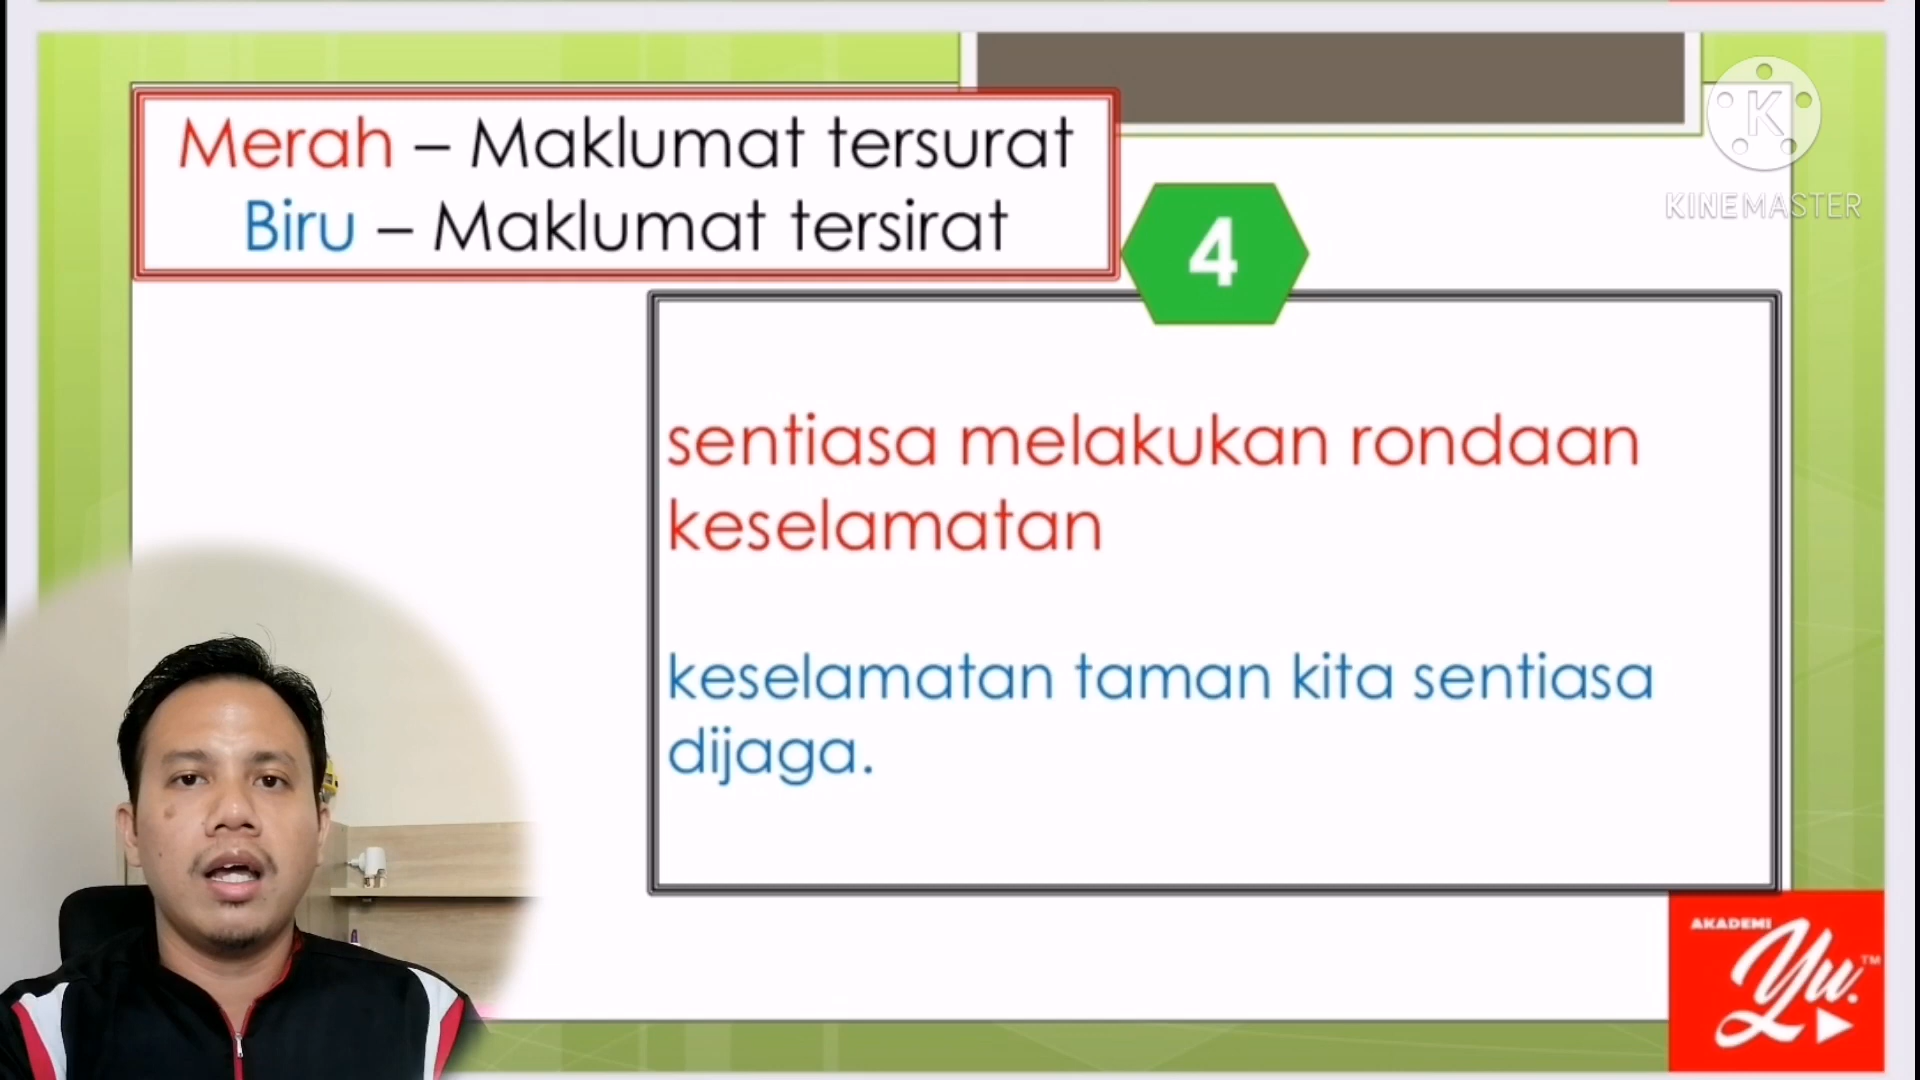 Merah – Maklumat tersurat
Biru – Maklumat tersirat
4
K
KINEMASTER
sentiasa melakukan rondaan
keselamatan
keselamatan taman kita sentiasa
dijaga.
AKADEMI
Yu.
TM